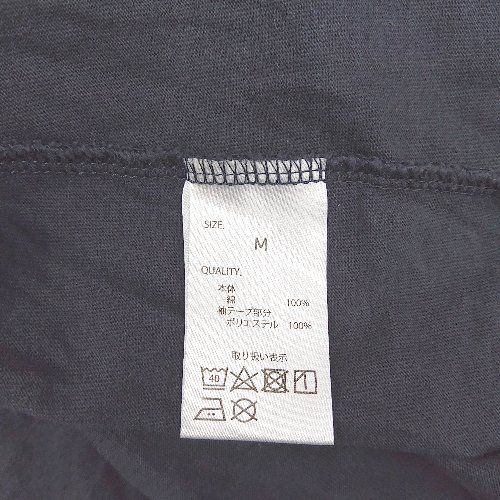 SIZE.
M
QUALITY.
本体
綿 100%
袖テープ部分
ポリエステル 100%
取り扱い表示
40